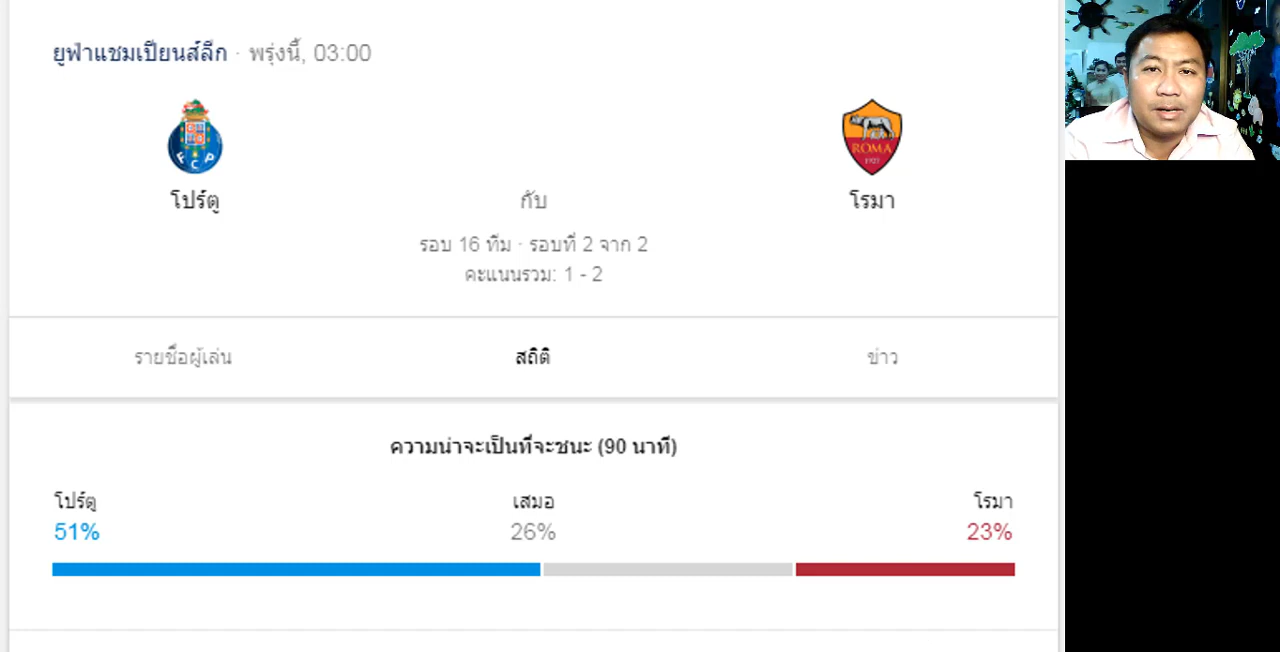 ยูฟ่าแชมเปียนส์ลีก · พรุ่งนี้, 03:00
FCP
ROMA
1927
โปร์ตู กับ โรมา
รอบ 16 ทีม · รอบที่ 2 จาก 2
คะแนนรวม: 1 - 2
รายชื่อผู้เล่น สถิติ ข่าว
ความน่าจะเป็นที่จะชนะ (90 นาที)
โปร์ตู เสมอ โรมา
51% 26% 23%